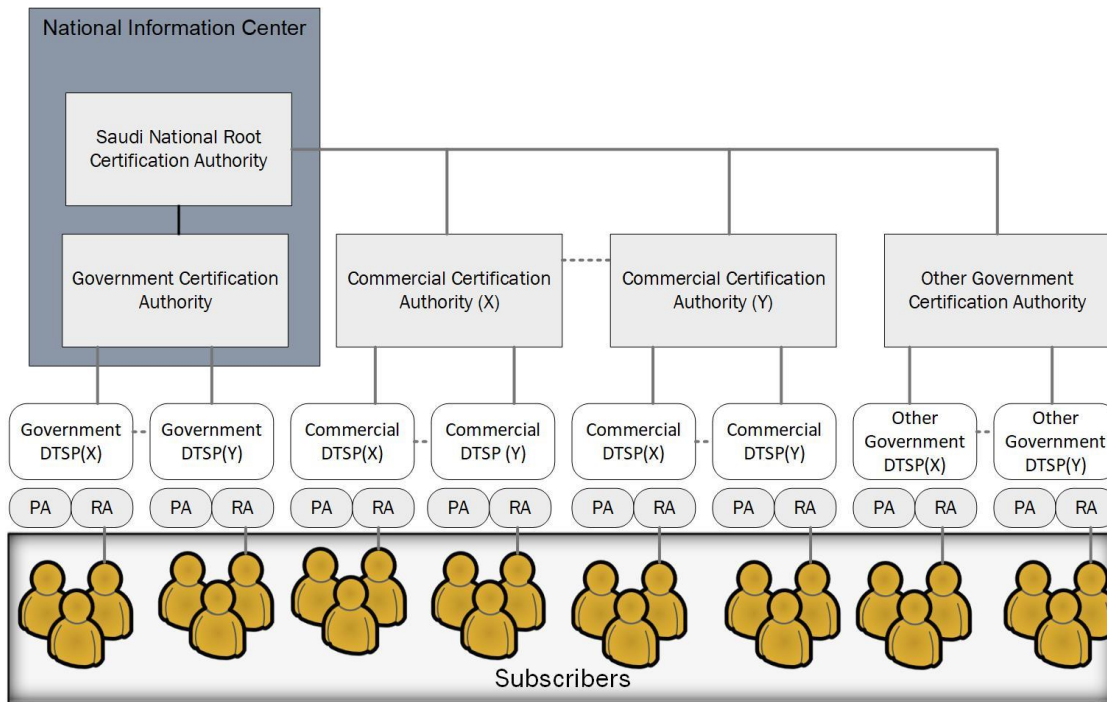 National Information Center
Saudi National Root
Certification Authority
Government Certification
Authority
Commercial Certification
Authority (X)
Commercial Certification
Authority (Y)
Other Government
Certification Authority
Government
DTSP(X)
Government
DTSP(Y)
Commercial
DTSP(X)
Commercial
DTSP (Y)
Commercial
DTSP(X)
Commercial
DTSP(Y)
Other
Government
DTSP(X)
Other
Government
DTSP(Y)
PA RA PA RA PA RA PA RA PA RA PA RA PA RA PA RA
Subscribers